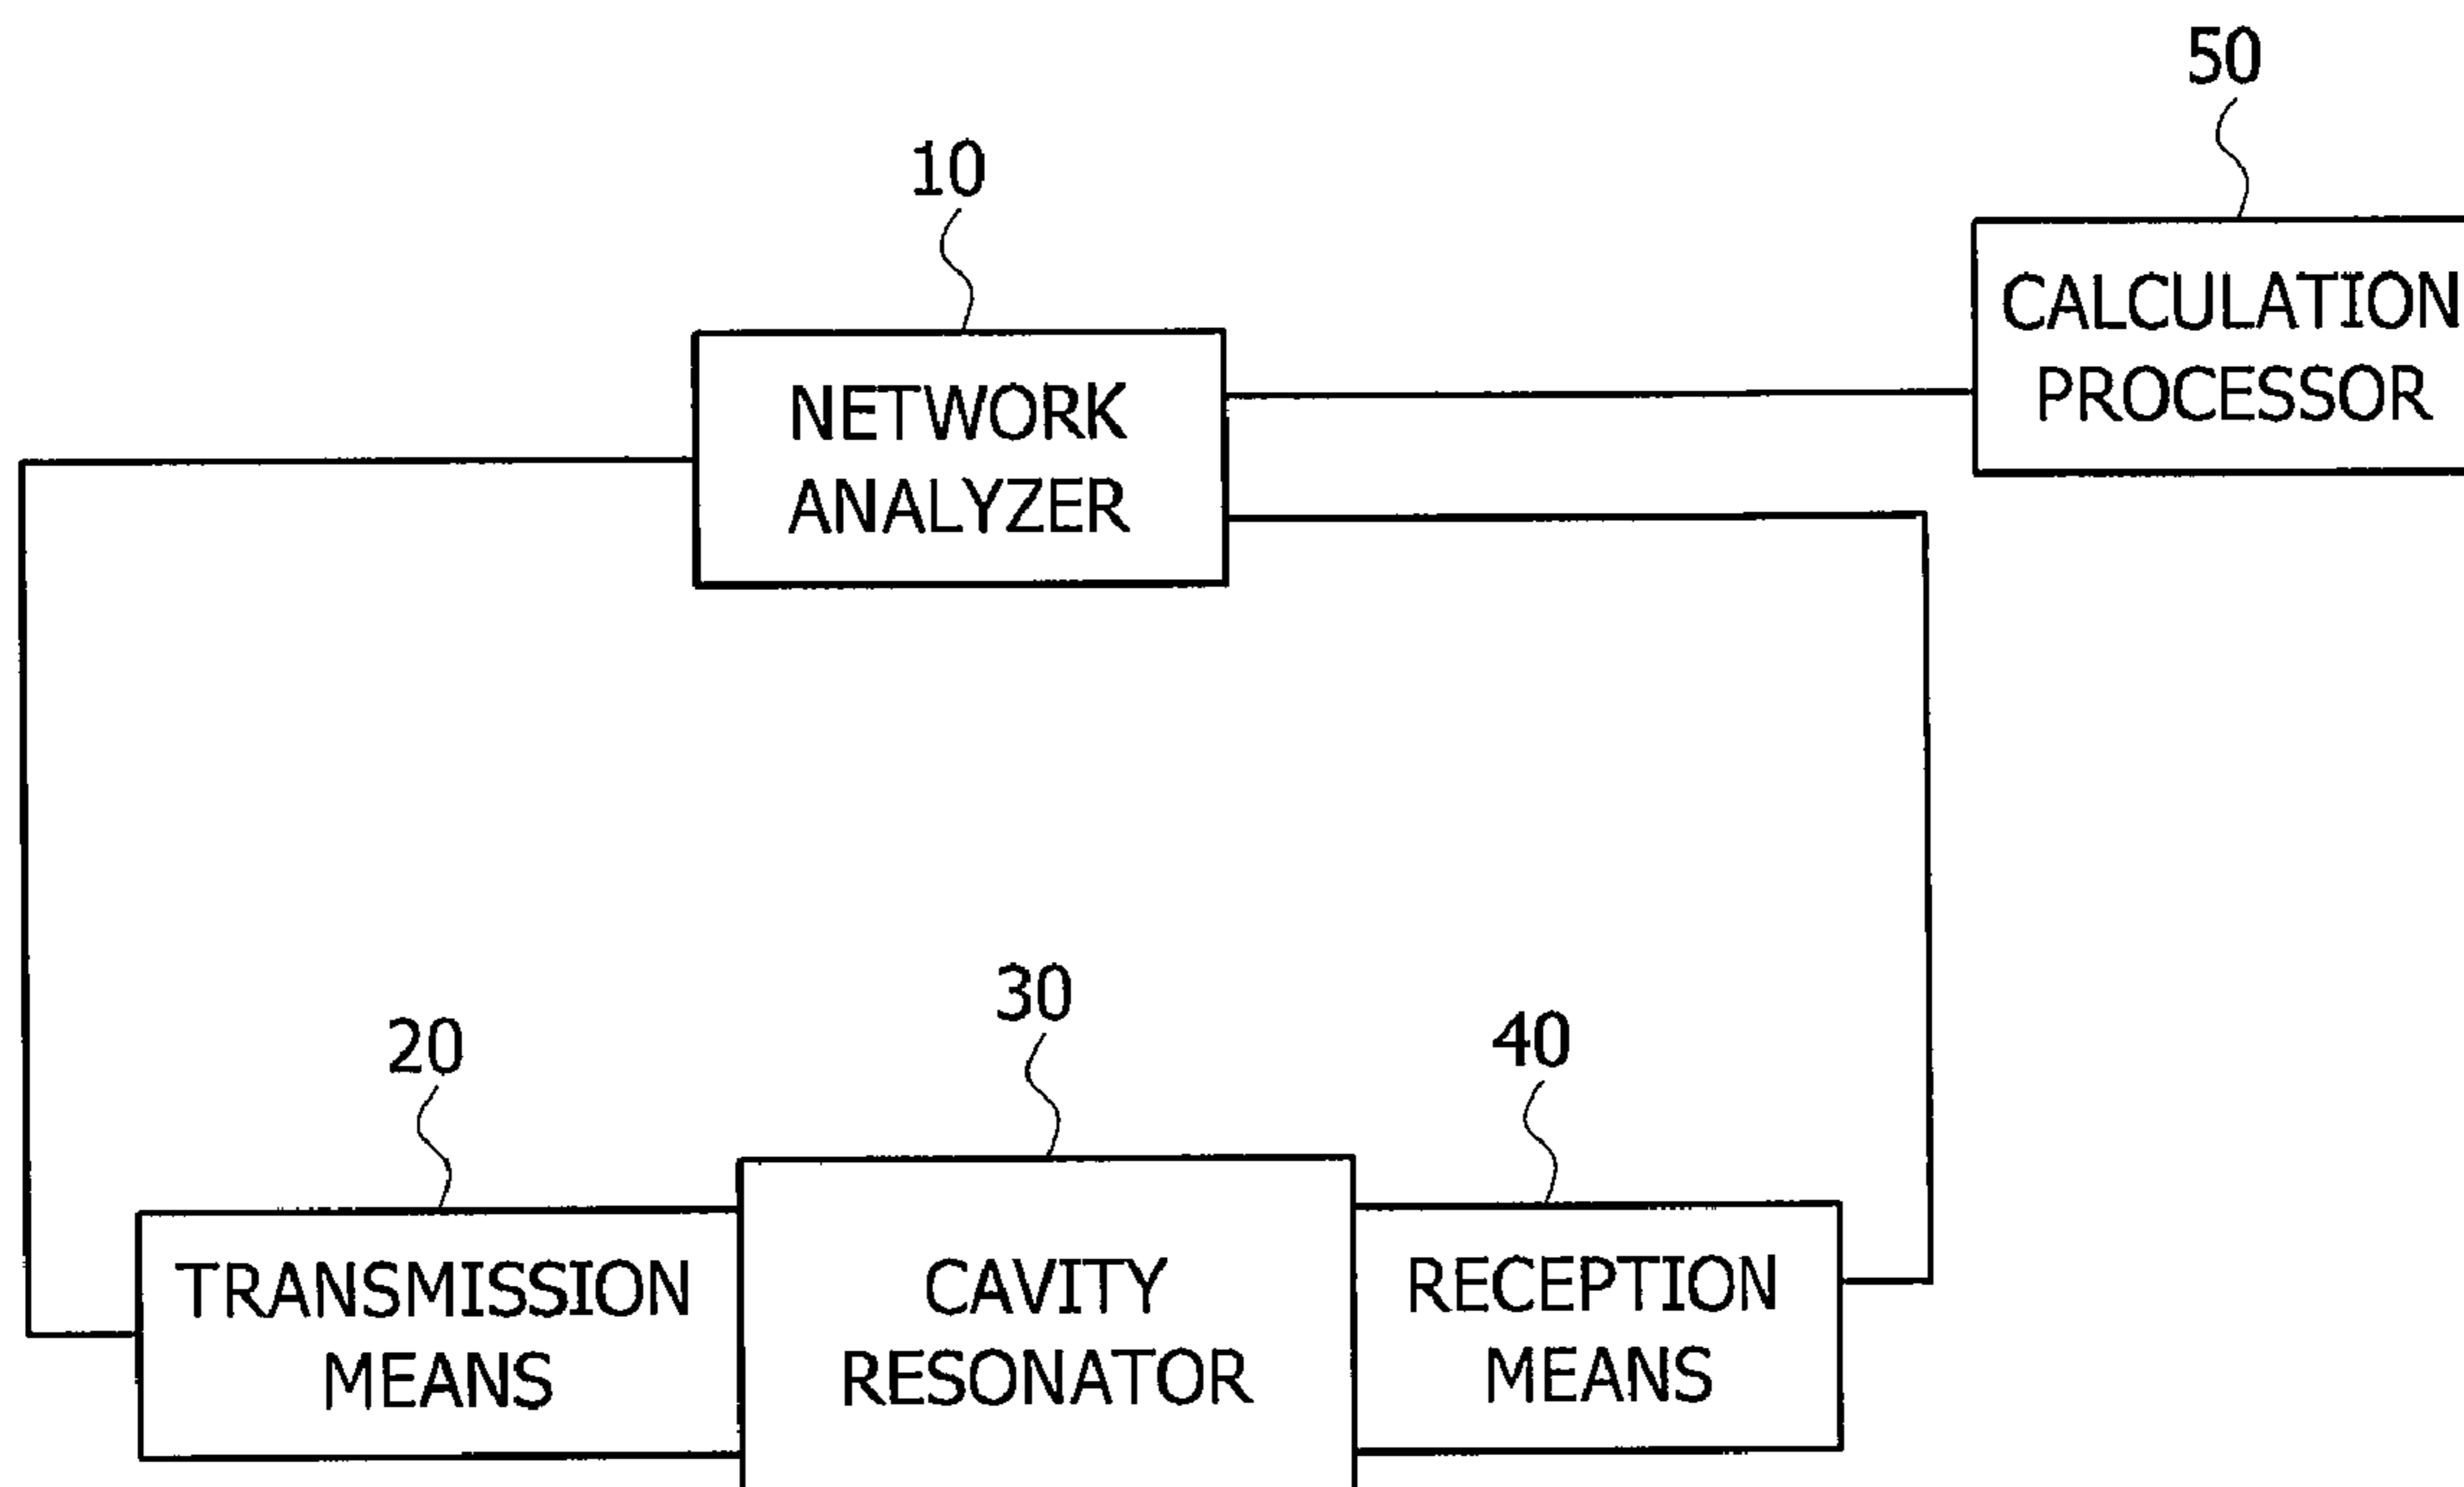 50
10
CALCULATION
PROCESSOR
NETWORK
ANALYZER
30
40
20
TRANSMISSION
MEANS
CAVITY
RESONATOR
RECEPTION
MEANS